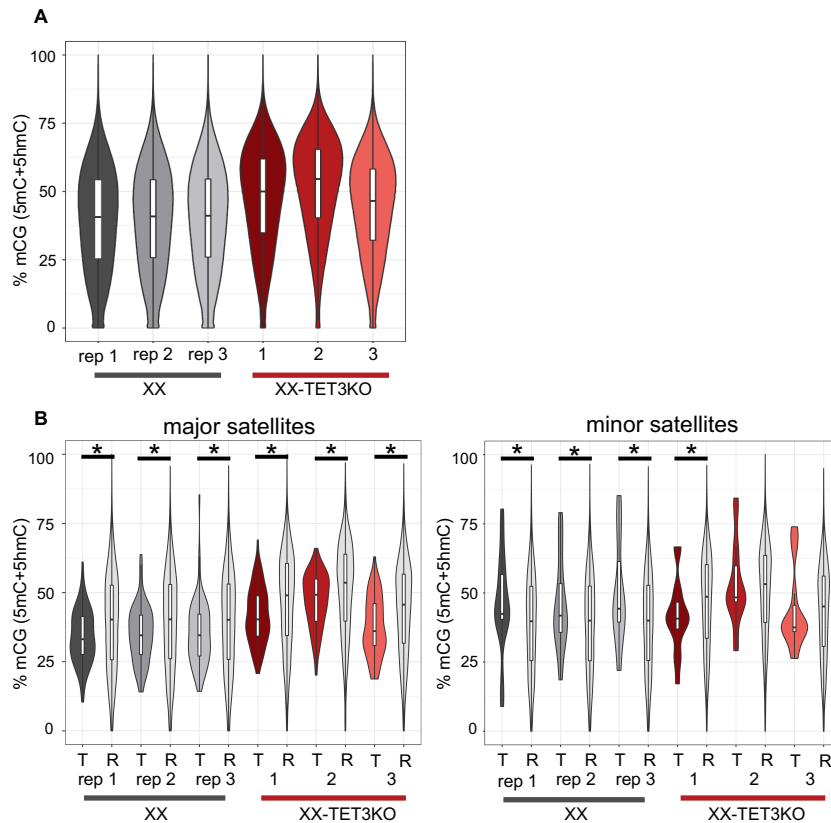 A
% mCG (5mC+5hmC)
100
75
50
25
0
rep 1 rep 2 rep 3 1 2 3
XX XX-TET3KO
B
major satellites
% mCG (5mC+5hmC)
100
75
50
25
0
* * * * * *
T R T R T R T R T R T R
rep 1 rep 2 rep 3 1 2 3
XX XX-TET3KO
minor satellites
% mCG (5mC+5hmC)
100
75
50
25
0
* * * *
T R T R T R T R T R T R
rep 1 rep 2 rep 3 1 2 3
XX XX-TET3KO